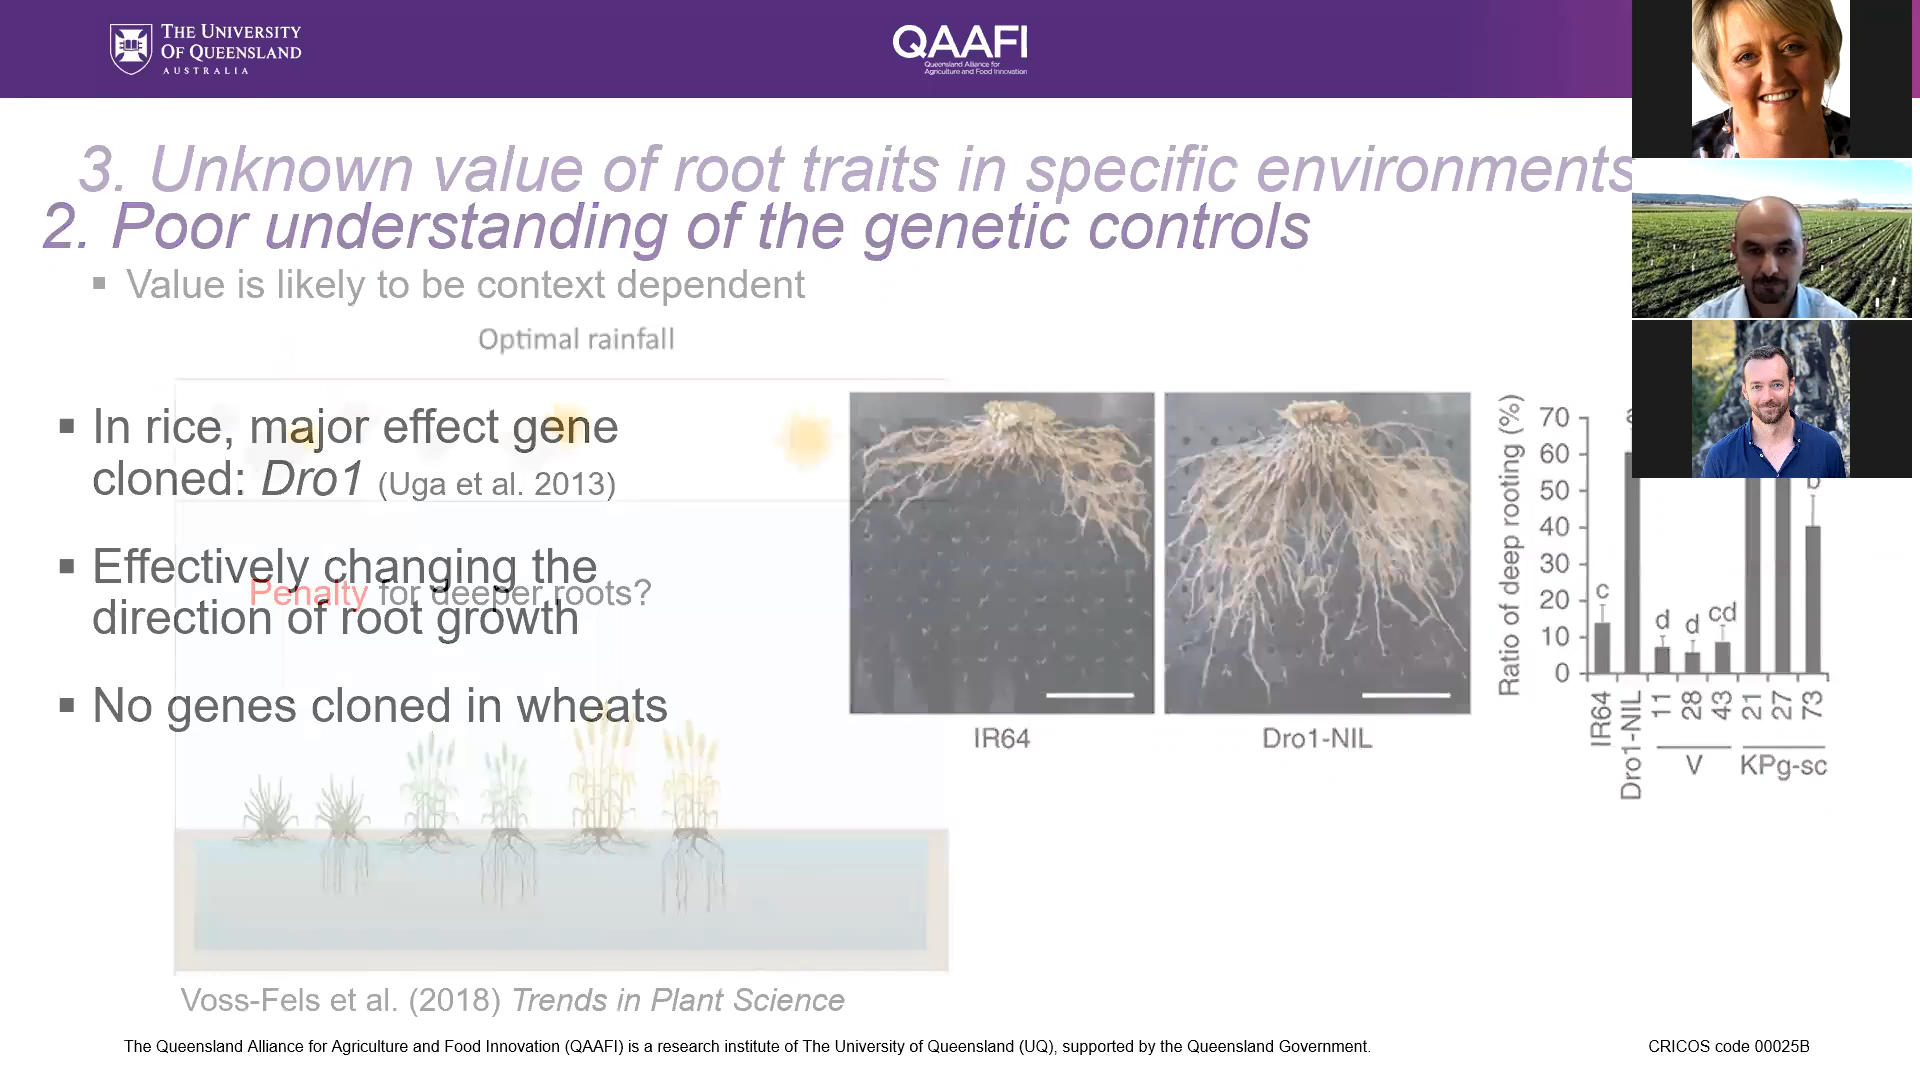 THE UNIVERSITY
OF QUEENSLAND
AUSTRALIA
QAAFI
Queensland Alliance for
Agriculture and Food Innovation
3. Unknown value of root traits in specific environments
2. Poor understanding of the genetic controls
▪ Value is likely to be context dependent
Optimal rainfall
▪ In rice, major effect gene
cloned: Dro1 (Uga et al. 2013)
▪ Effectively changing the
Penalty for deeper roots?
direction of root growth
▪ No genes cloned in wheats
IR64
Dro1-NIL
Ratio of deep rooting (%)
70
60
50
40
30
20
10
0
c
d
d
cd
b
IR64
Dro1-NIL
11
28
43
21
27
73
V
KPg-sc
Voss-Fels et al. (2018) Trends in Plant Science
The Queensland Alliance for Agriculture and Food Innovation (QAAFI) is a research institute of The University of Queensland (UQ), supported by the Queensland Government.
CRICOS code 00025B